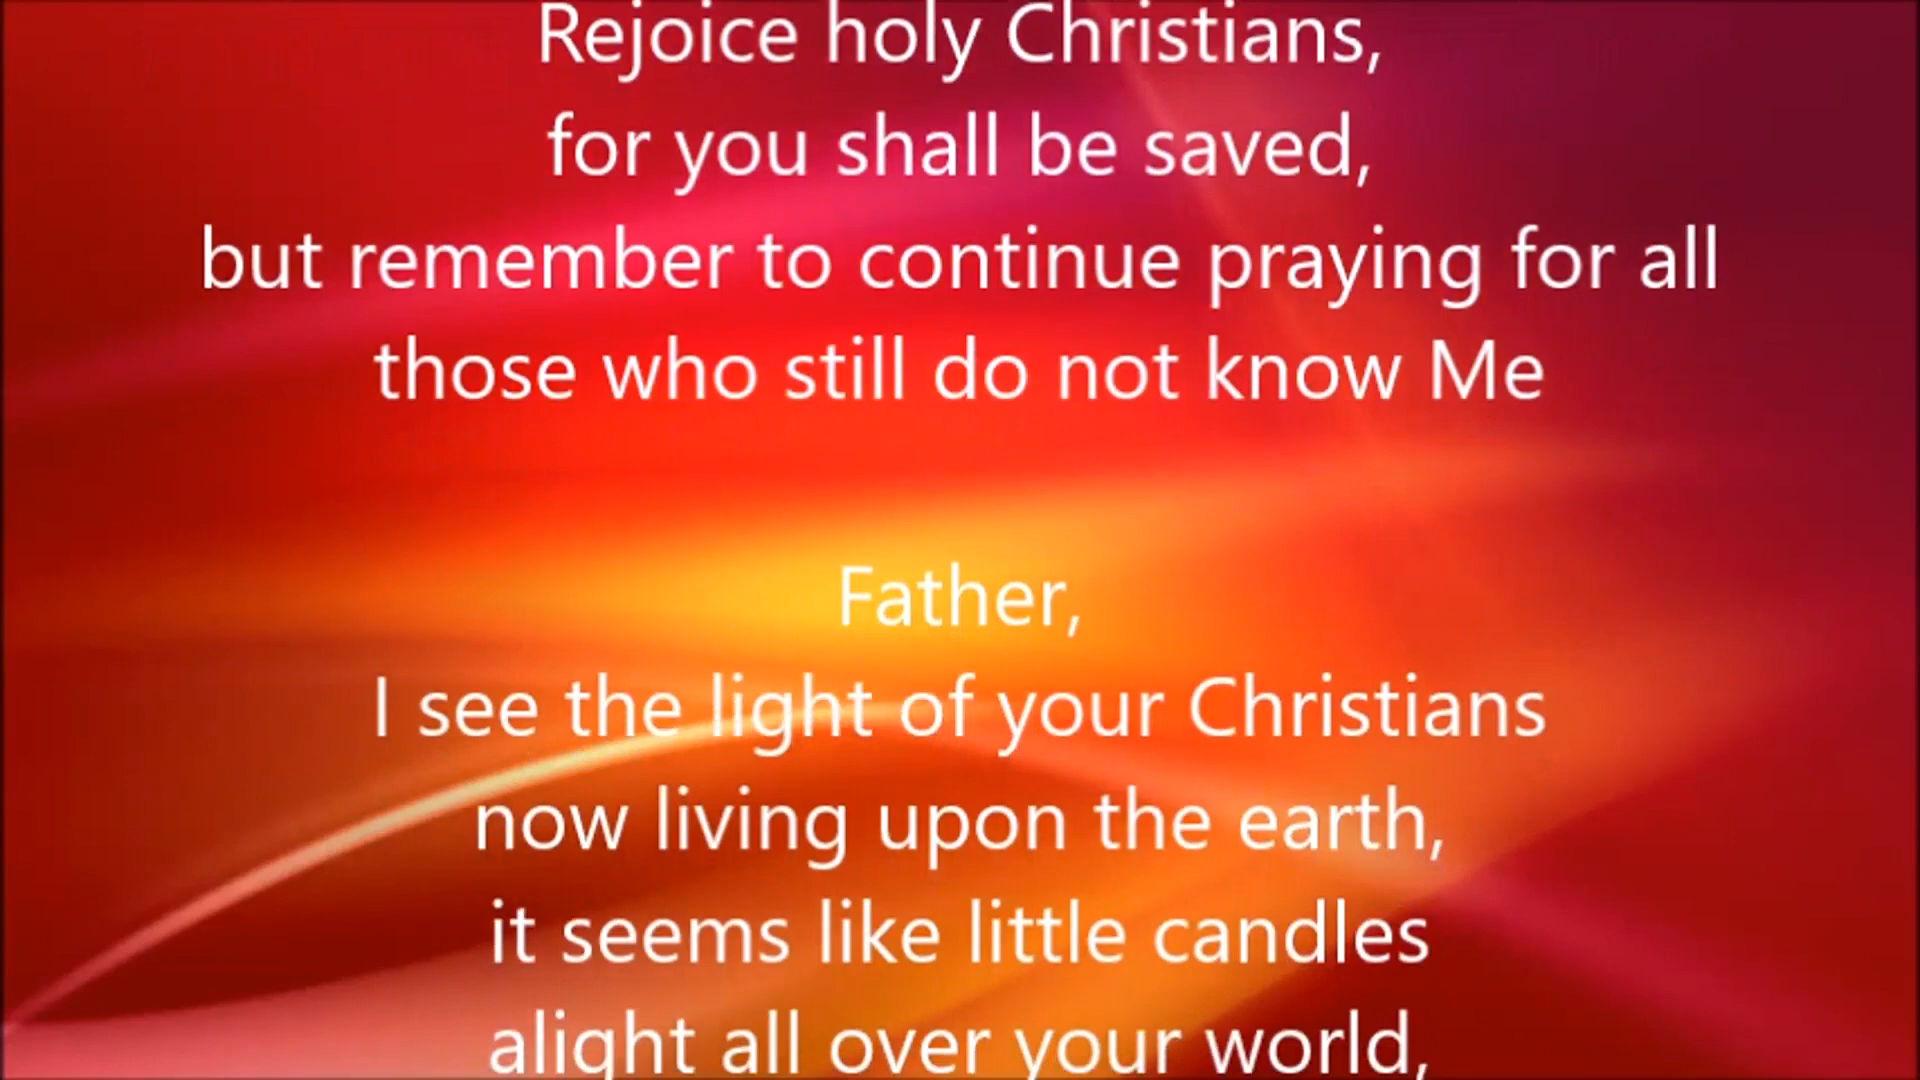 Rejoice holy Christians,
for you shall be saved,
but remember to continue praying for all
those who still do not know Me
Father,
I see the light of your Christians
now living upon the earth,
it seems like little candles
alight all over your world,